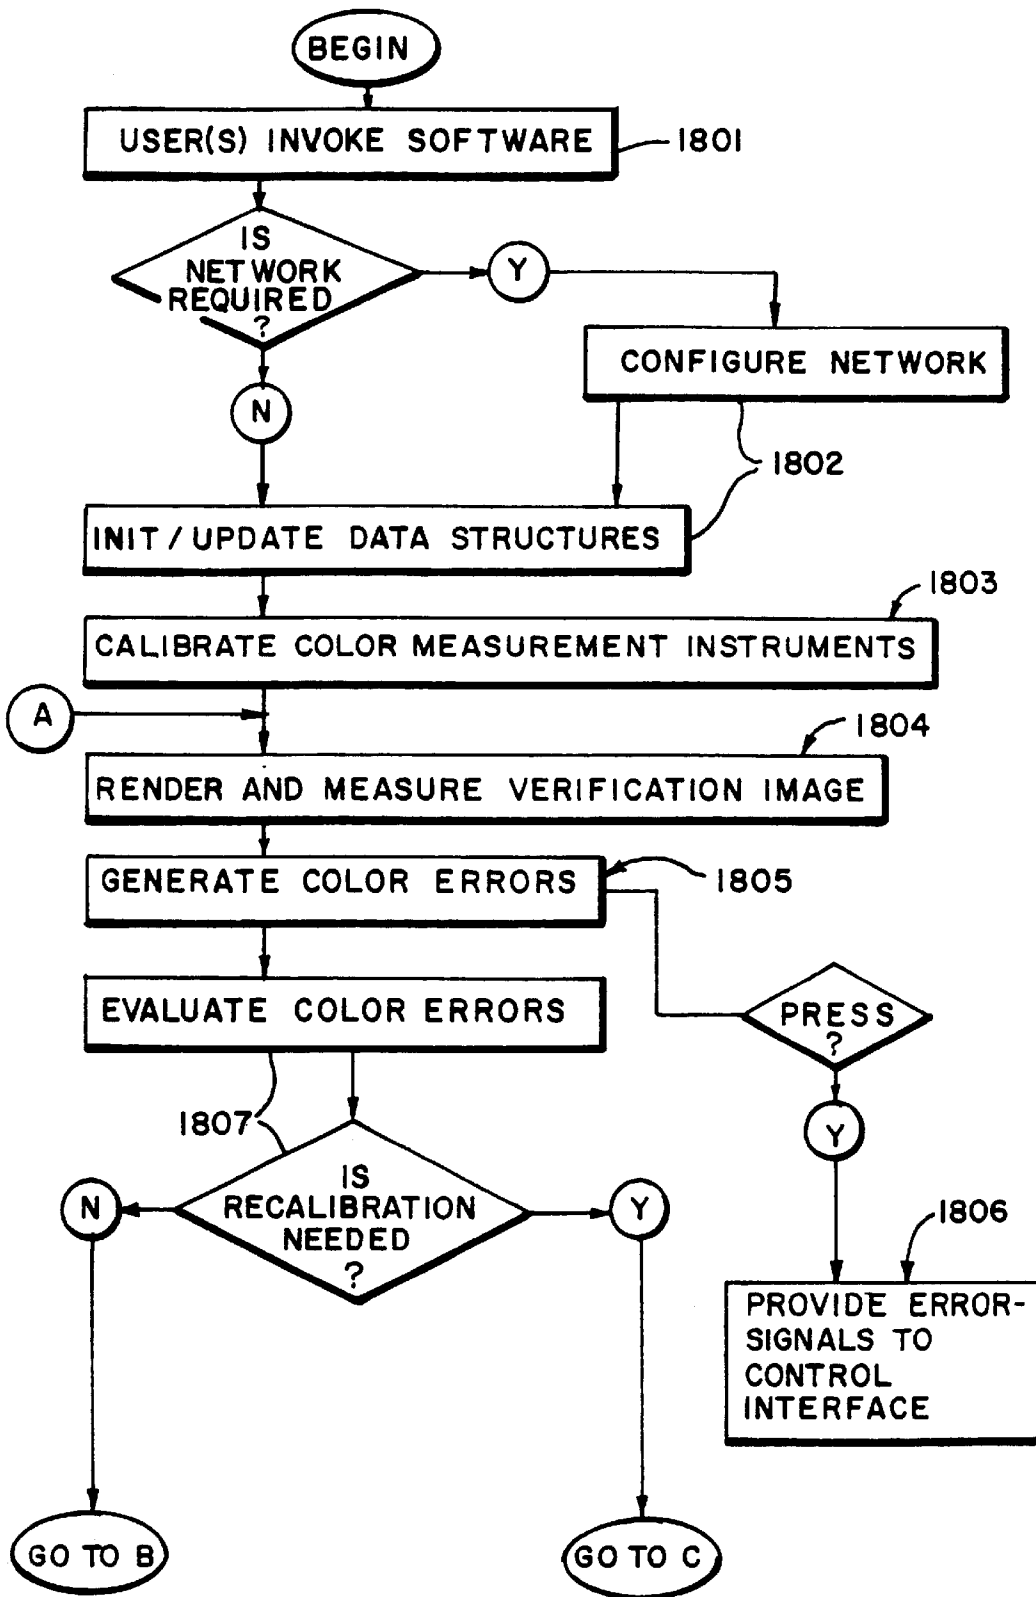 BEGIN
USER(S) INVOKE SOFTWARE
1801
IS
NETWORK
REQUIRED
?
Y
CONFIGURE NETWORK
N
1802
INIT/UPDATE DATA STRUCTURES
1803
CALIBRATE COLOR MEASUREMENT INSTRUMENTS
A
1804
RENDER AND MEASURE VERIFICATION IMAGE
GENERATE COLOR ERRORS
1805
EVALUATE COLOR ERRORS
PRESS
?
1807
Y
IS
RECALIBRATION
NEEDED
?
N
Y
1806
PROVIDE ERROR-
SIGNALS TO
CONTROL
INTERFACE
GO TO B
GO TO C